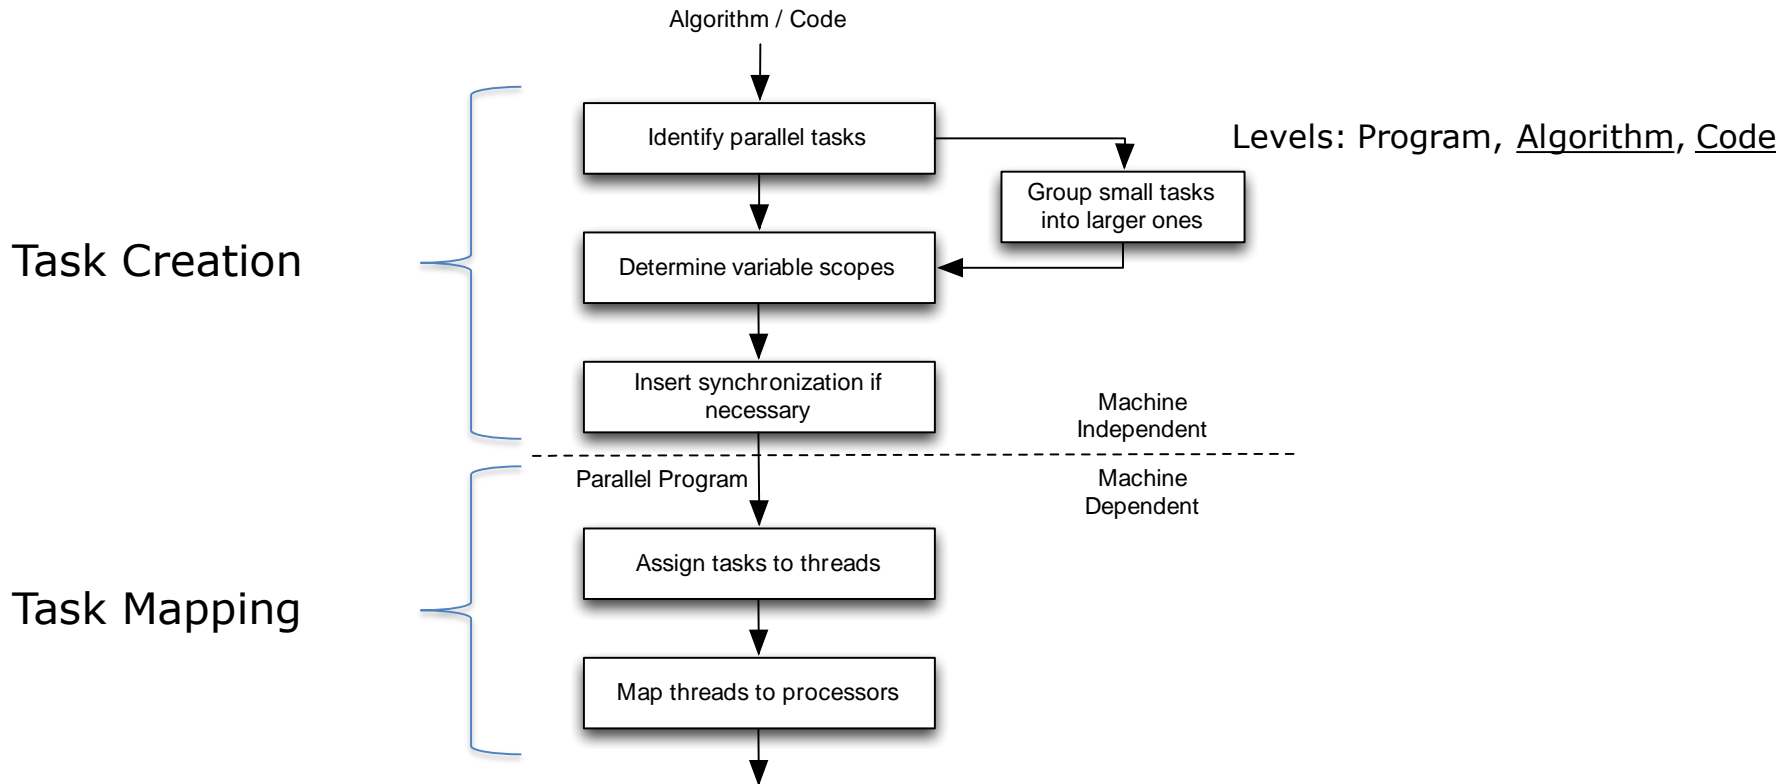 Algorithm / Code
Identify parallel tasks
Levels: Program, Algorithm, Code
Group small tasks
into larger ones
Task Creation
Determine variable scopes
Insert synchronization if
necessary
Machine
Independent
Parallel Program
Machine
Dependent
Assign tasks to threads
Task Mapping
Map threads to processors